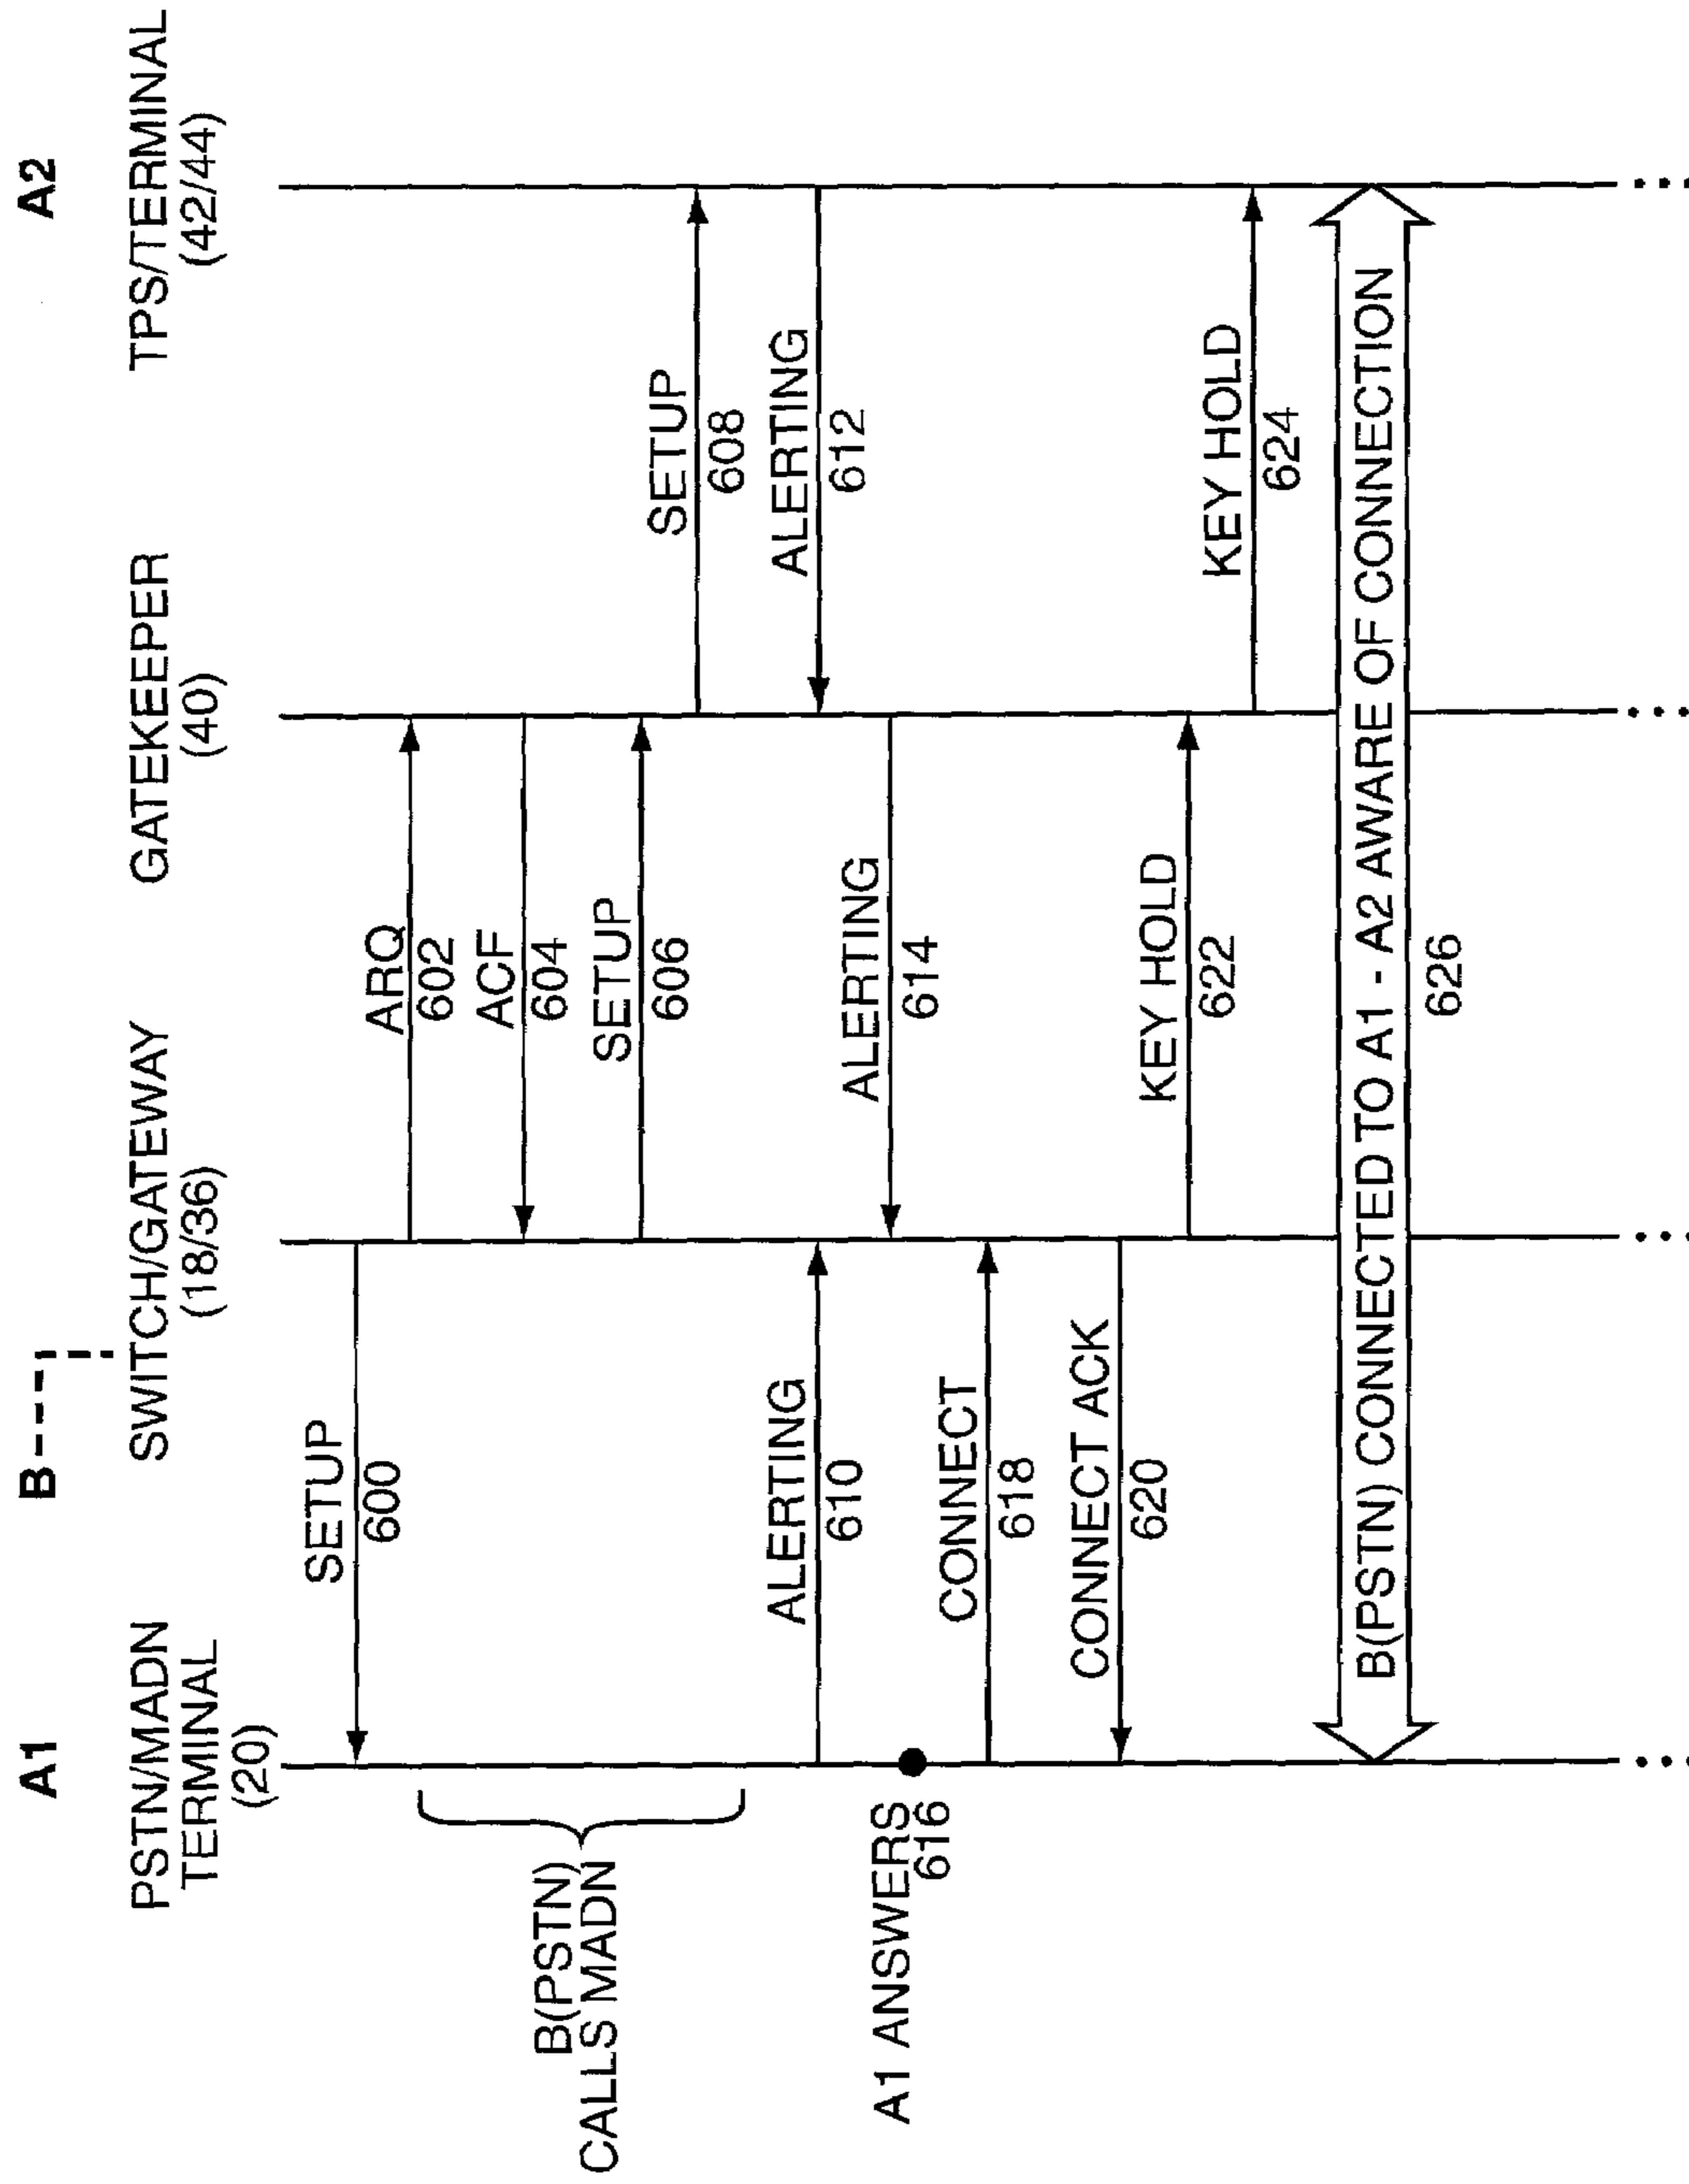 A1
B
A2
PSTN/MADN
TERMINAL
(20)
SWITCH/GATEWAY
(18/36)
GATEKEEPER
(40)
TPS/TERMINAL
(42/44)
SETUP
600
ARQ
602
ACF
604
B(PSTN)
CALLS MADN
SETUP
606
SETUP
608
ALERTING
610
ALERTING
612
ALERTING
614
A1 ANSWERS
616
CONNECT
618
CONNECT ACK
620
KEY HOLD
622
KEY HOLD
624
B(PSTN) CONNECTED TO A1 - A2 AWARE OF CONNECTION
626